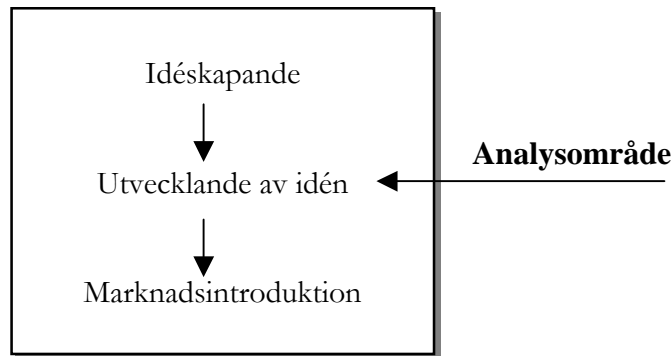 Idéskapande
Analysområde
Utvecklande av idén
Marknadsintroduktion